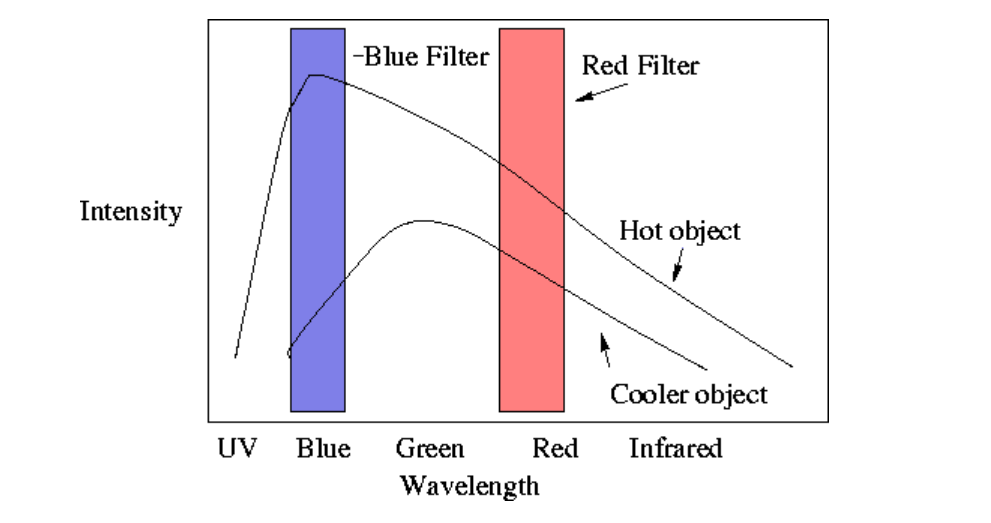 -Blue Filter
Red Filter
Intensity
Hot object
Cooler object
UV Blue Green Red Infrared
Wavelength